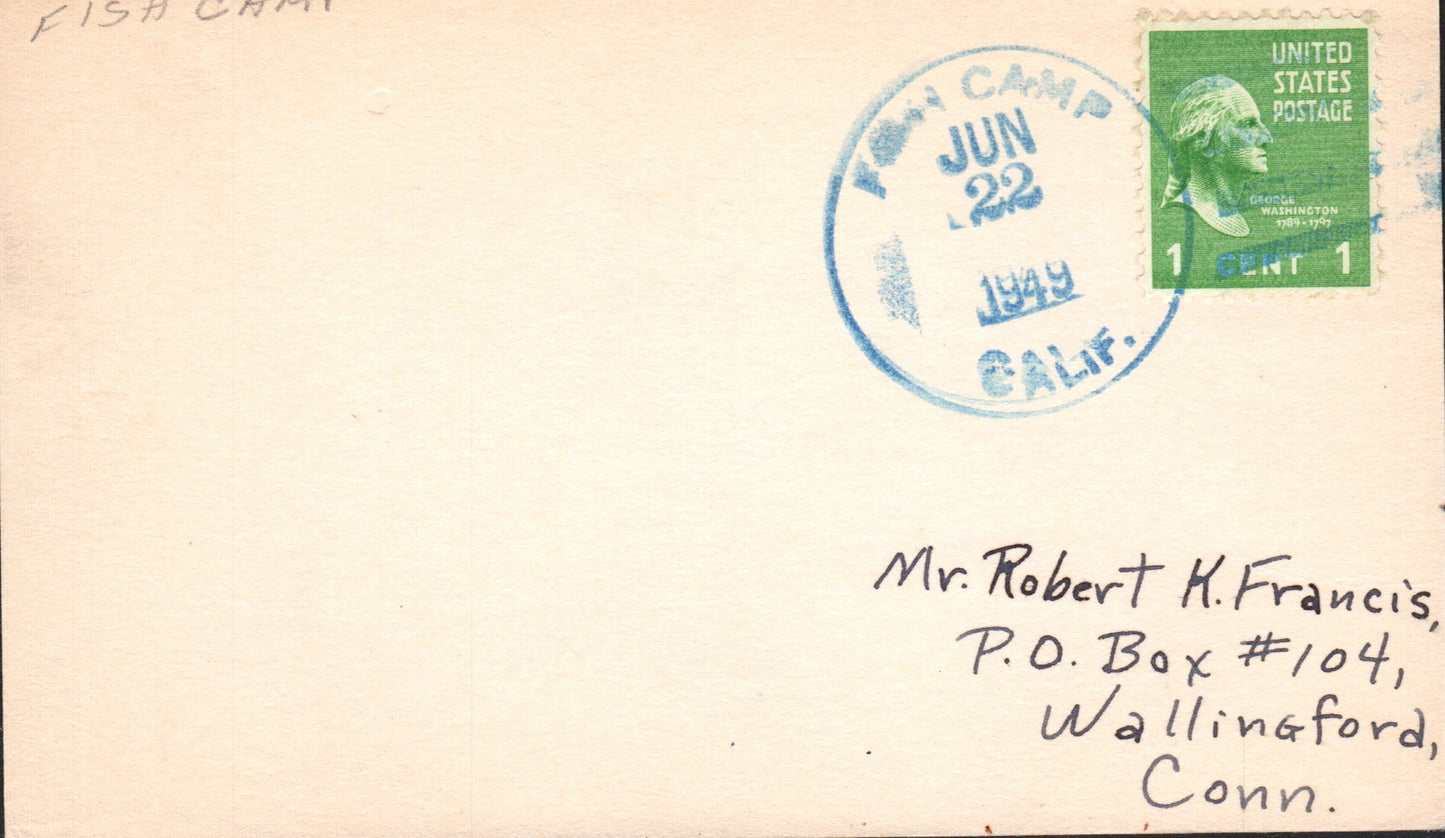 FISH CAMP
FISH CAMP
JUN
22
1949
CALIF.
UNITED
STATES
POSTAGE
GEORGE
WASHINGTON
1789-1797
1 CENT 1
Mr. Robert K. Francis,
P.O. Box #104,
Wallingford,
Conn.